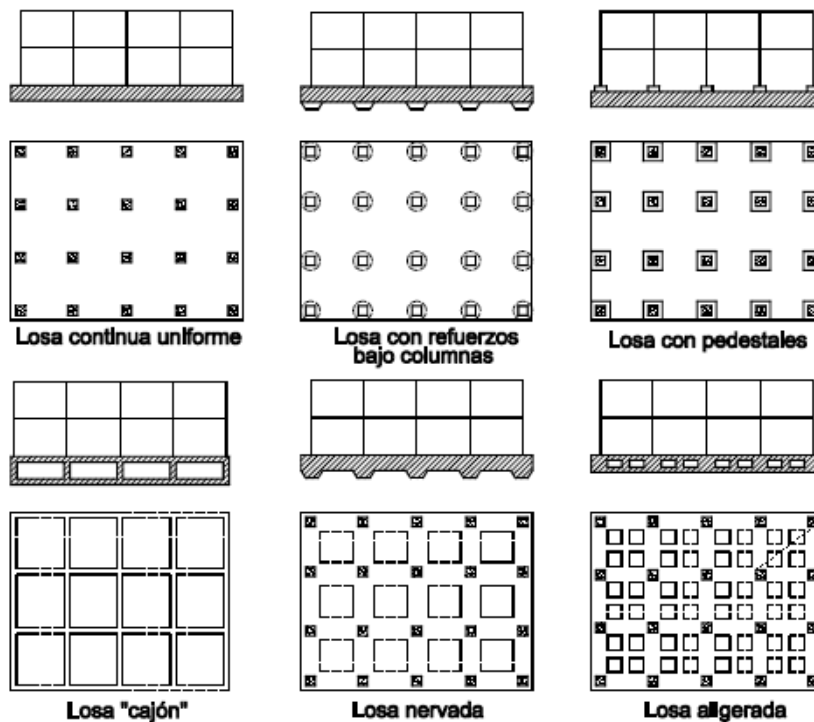 Losa continua uniforme
Losa con refuerzos
bajo columnas
Losa con pedestales
Losa "cajón"
Losa nervada
Losa aligerada